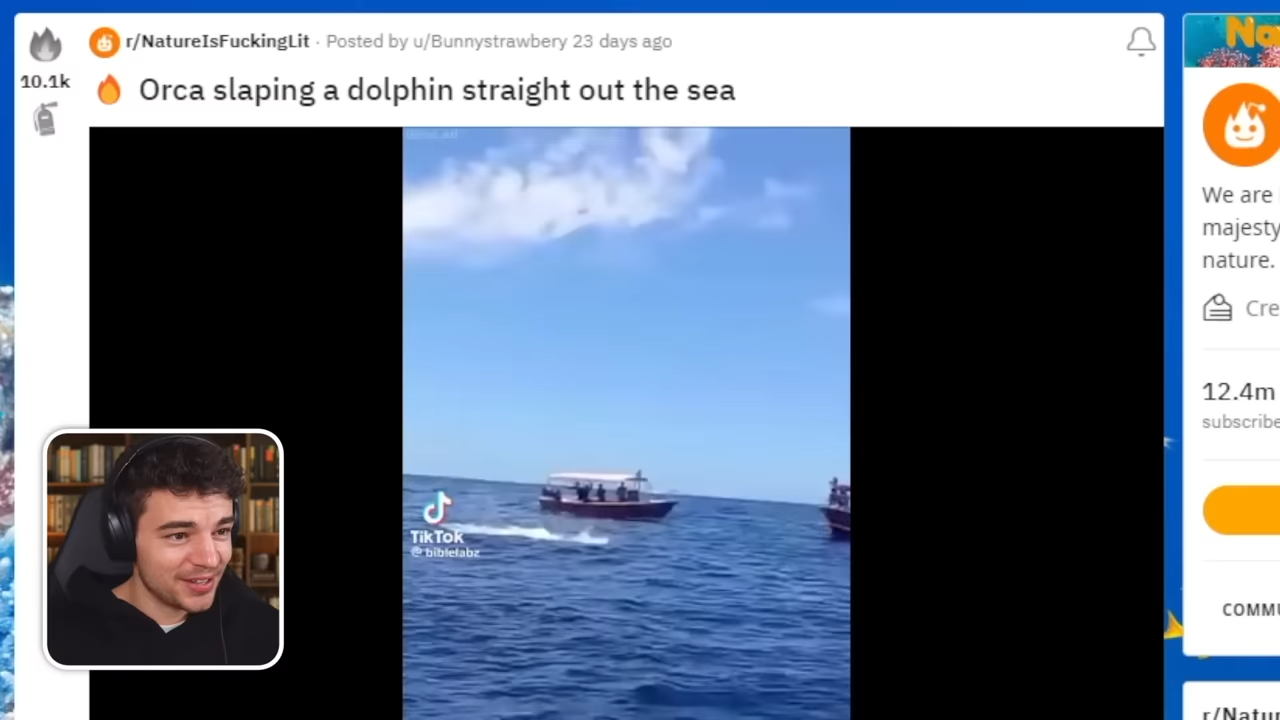 r/NatureIsFuckingLit · Posted by u/Bunnystrawbery 23 days ago
10.1k
Orca slaping a dolphin straight out the sea
TikTok
@ biblelabz
We are
majesty
nature.
Cre
12.4m
subscribe
COMMU
r/Natur